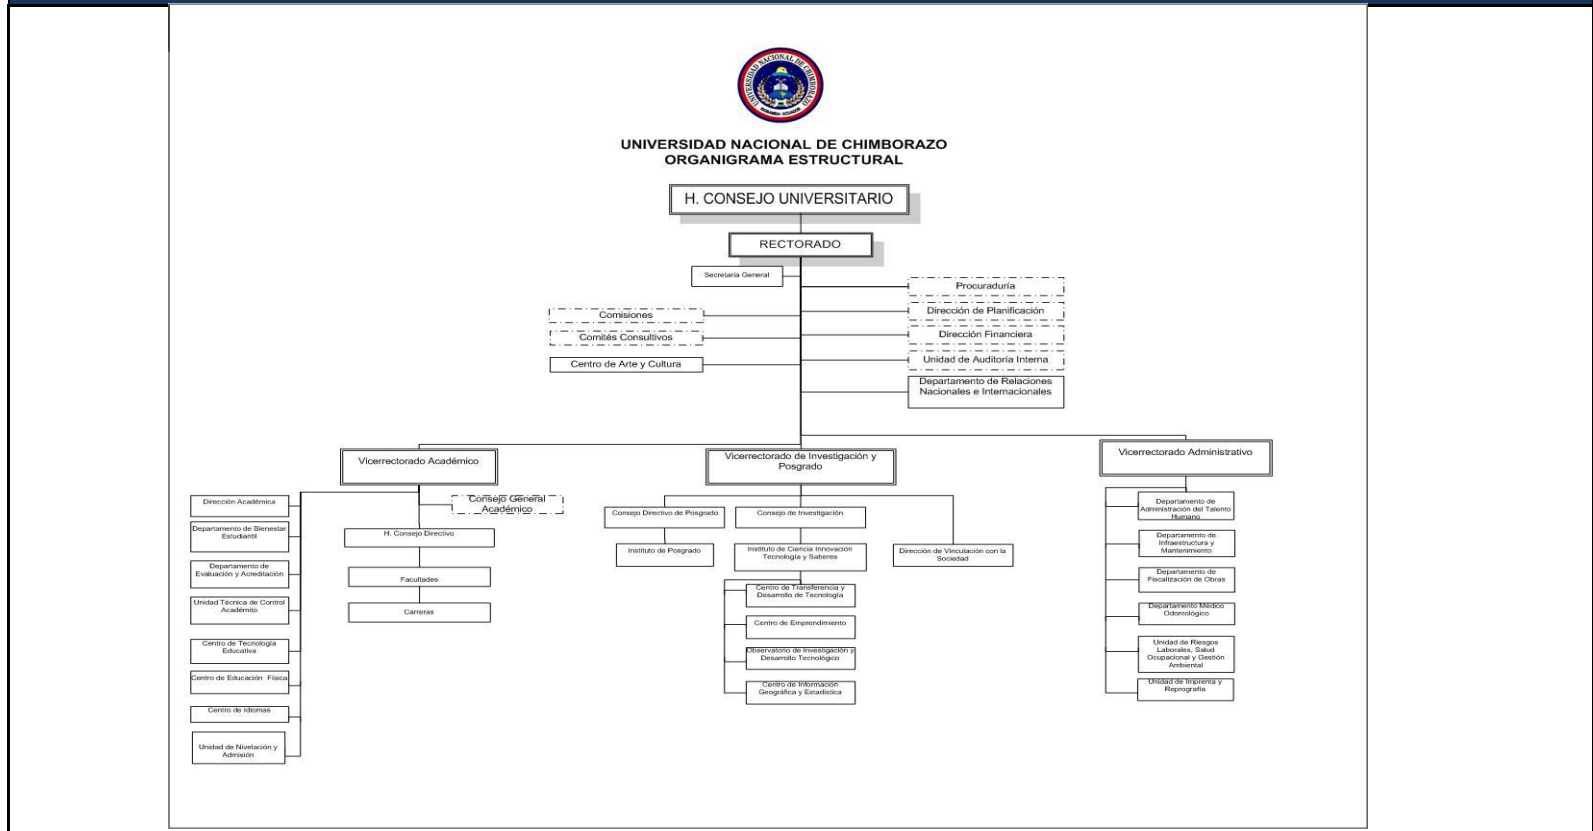 UNIVERSIDAD NACIONAL DE CHIMBORAZO
RIOBAMBA - ECUADOR
UNIVERSIDAD NACIONAL DE CHIMBORAZO
ORGANIGRAMA ESTRUCTURAL
H. CONSEJO UNIVERSITARIO
RECTORADO
Secretaría General
Procuraduría
Comisiones
Dirección de Planificación
Comités Consultivos
Dirección Financiera
Centro de Arte y Cultura
Unidad de Auditoría Interna
Departamento de Relaciones
Nacionales e Internacionales
Vicerrectorado Académico
Dirección Académica
Departamento de Bienestar
Estudiantil
Departamento de
Evaluación y Acreditación
Unidad Técnica de Control
Académito
Centro de Tecnología
Educativa
Centro de Educación Física
Centro de Idiomas
Unidad de Nivelación y
Admisión
Consejo General
Académico
H. Consejo Directivo
Facultades
Carreras
Vicerrectorado de Investigación y
Posgrado
Consejo Directivo de Posgrado
Instituto de Posgrado
Consejo de Investigación
Instituto de Ciencia Innovación
Tecnología y Saberes
Centro de Transferencia y
Desarrollo de Tecnología
Centro de Emprendimiento
Observatorio de Investigación y
Desarrollo Tecnológico
Centro de Información
Geográfica y Estadística
Dirección de Vinculación con la
Sociedad
Vicerrectorado Administrativo
Departamento de
Administración del Talento
Humano
Departamento de
Infraestructura y
Mantenimiento
Departamento de
Fiscalización de Obras
Departamento Médico
Odontológico
Unidad de Riesgos
Laborales, Salud
Ocupacional y Gestión
Ambiental
Unidad de Imprenta y
Reprografía